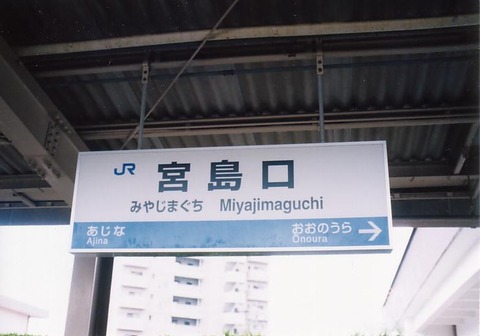 JR 宮島口
みやじまぐち Miyajimaguchi
あじな おおのうら
Ajina Onoura